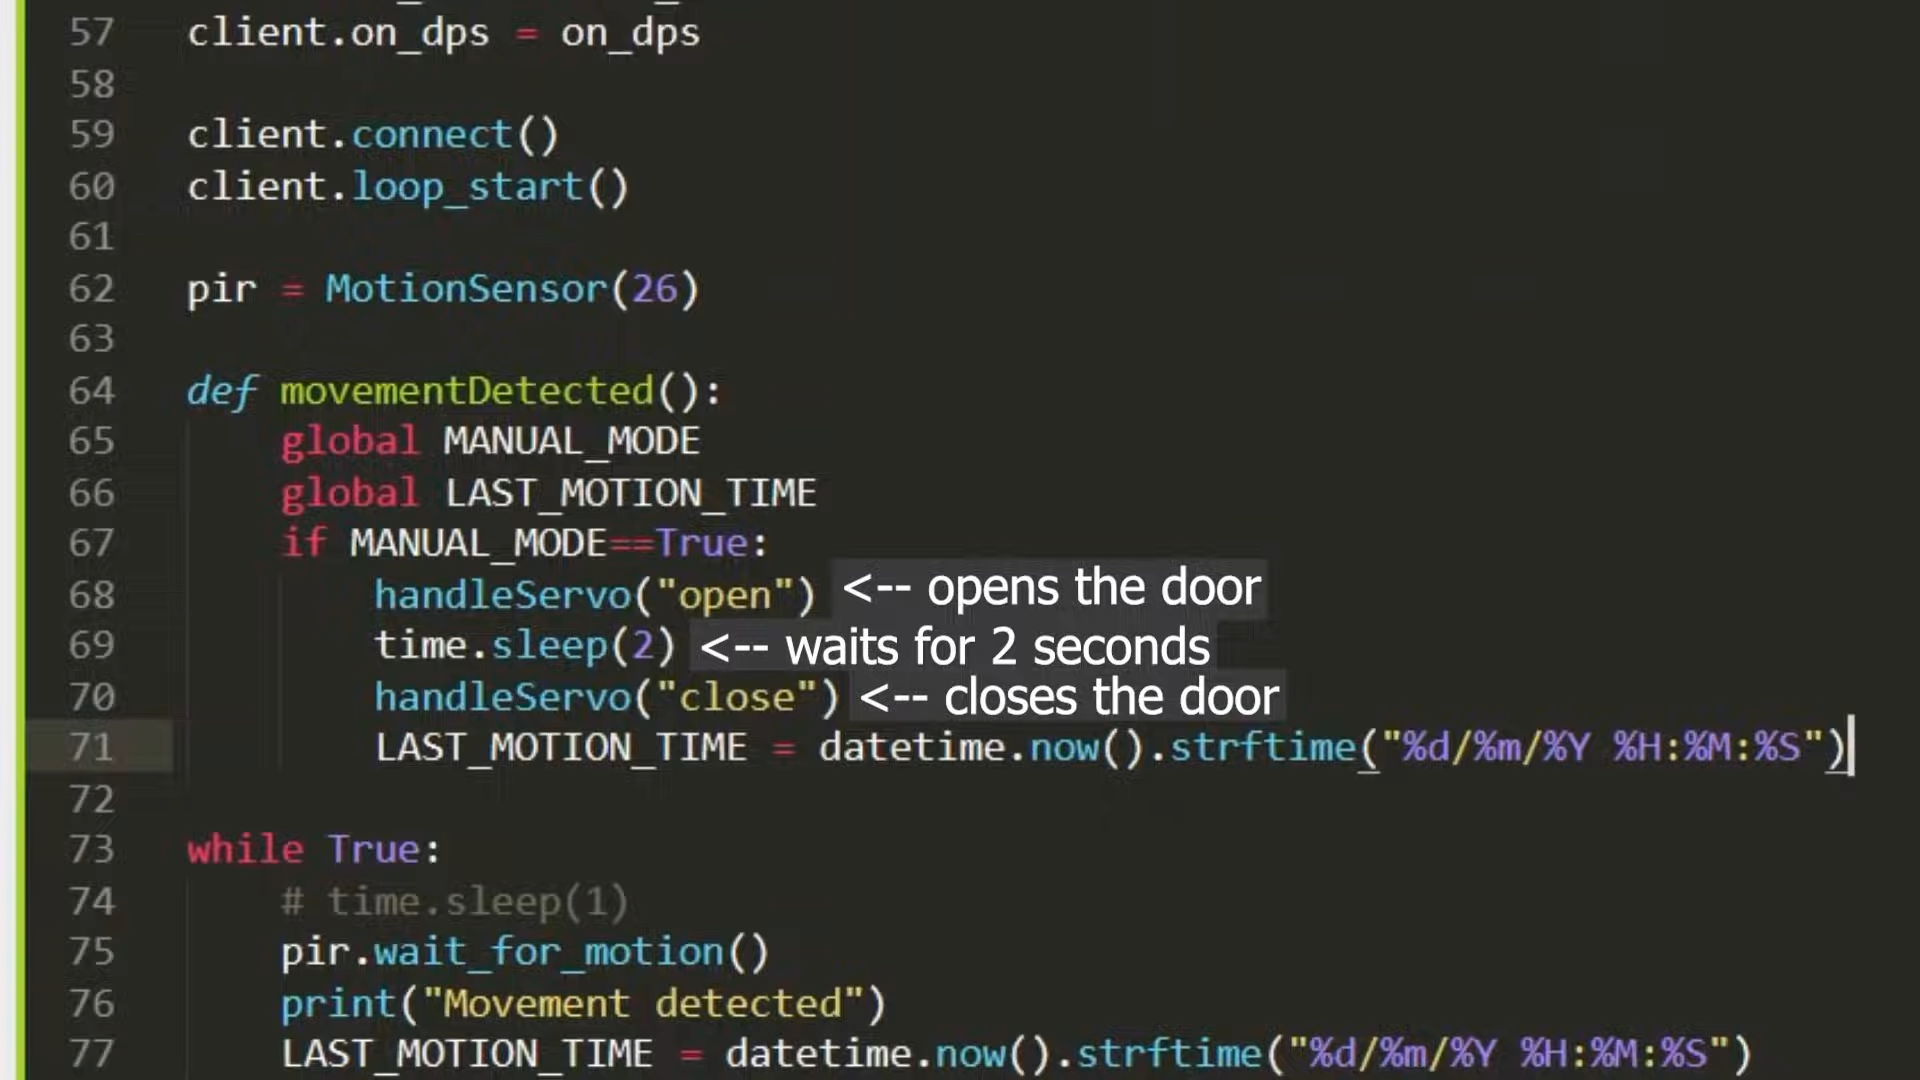 57 client.on_dps = on_dps
58
59 client.connect()
60 client.loop_start()
61
62 pir = MotionSensor(26)
63
64 def movementDetected():
65 global MANUAL_MODE
66 global LAST_MOTION_TIME
67 if MANUAL_MODE==True:
68 handleServo("open") <-- opens the door
69 time.sleep(2) <-- waits for 2 seconds
70 handleServo("close") <-- closes the door
71 LAST_MOTION_TIME = datetime.now().strftime("%d/%m/%Y %H:%M:%S")
72
73 while True:
74 # time.sleep(1)
75 pir.wait_for_motion()
76 print("Movement detected")
77 LAST_MOTION_TIME = datetime.now().strftime("%d/%m/%Y %H:%M:%S")